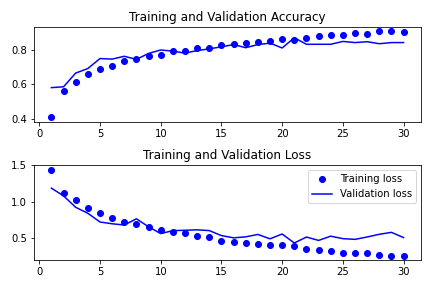 Training and Validation Accuracy
0.8
0.6
0.4
0 5 10 15 20 25 30
Training and Validation Loss
1.5
1.0
0.5
Training loss
Validation loss
0 5 10 15 20 25 30